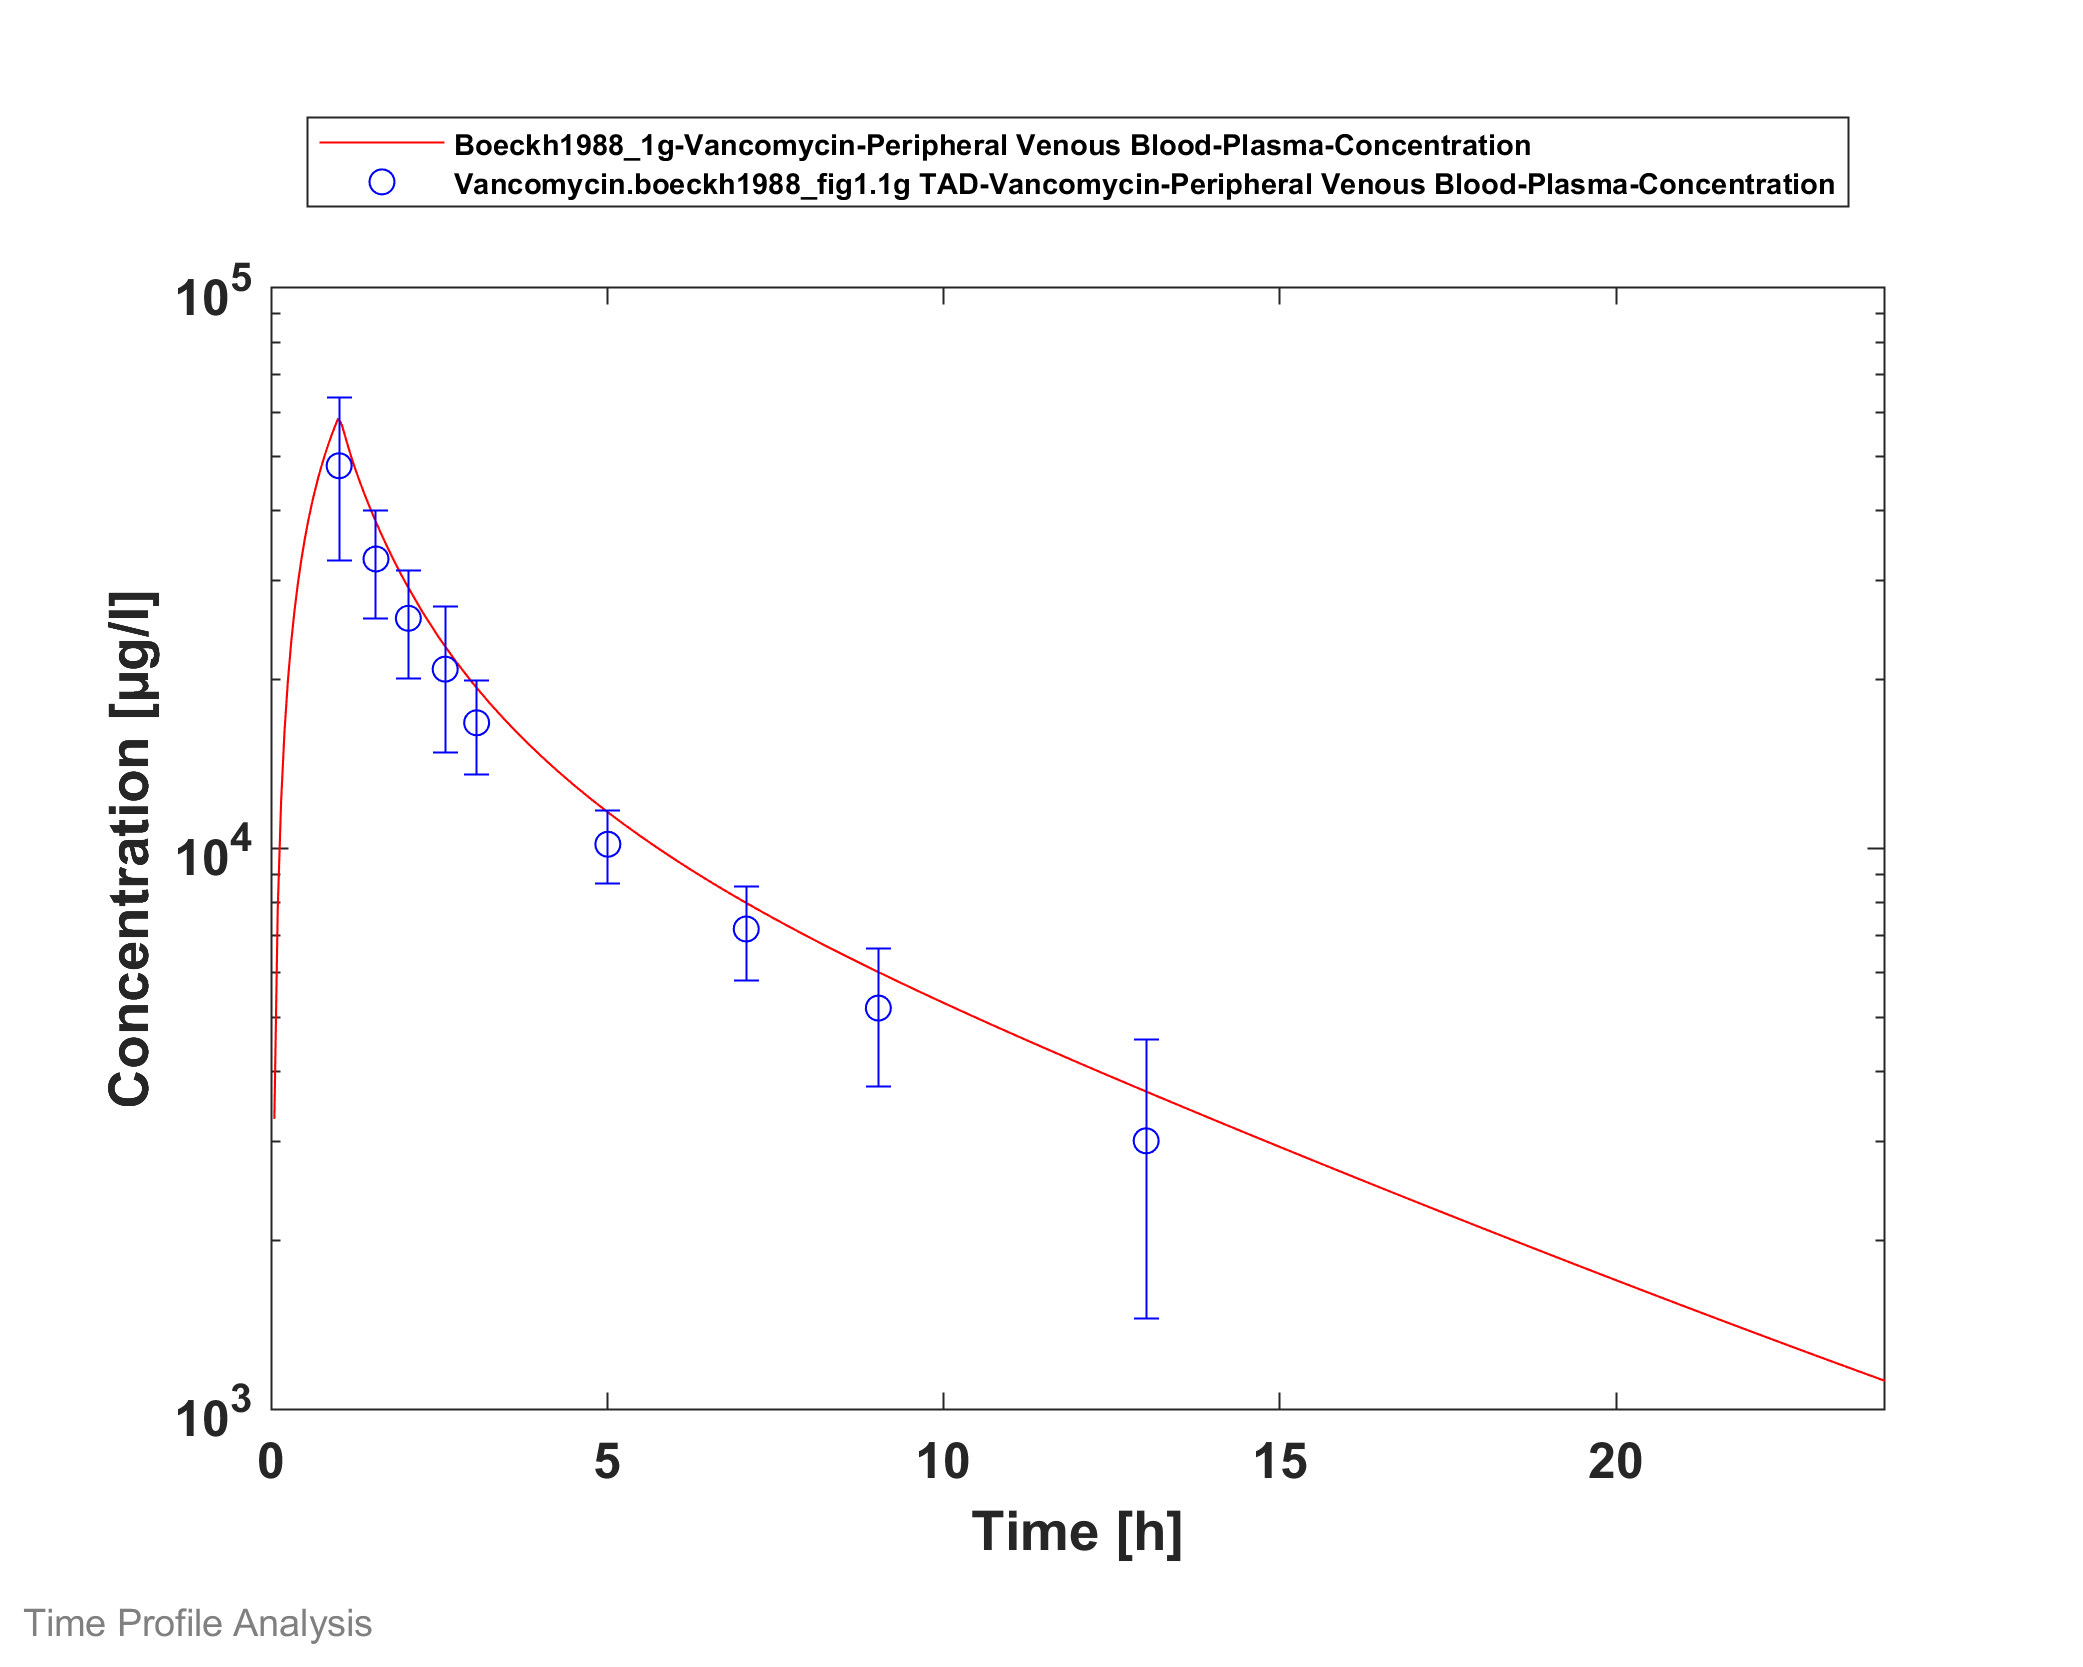 Boeckh1988_1g-Vancomycin-Peripheral Venous Blood-Plasma-Concentration
Vancomycin.boeckh1988_fig1.1g TAD-Vancomycin-Peripheral Venous Blood-Plasma-Concentration
10^5
10^4
10^3
Concentration [µg/l]
0 5 10 15 20
Time [h]
Time Profile Analysis